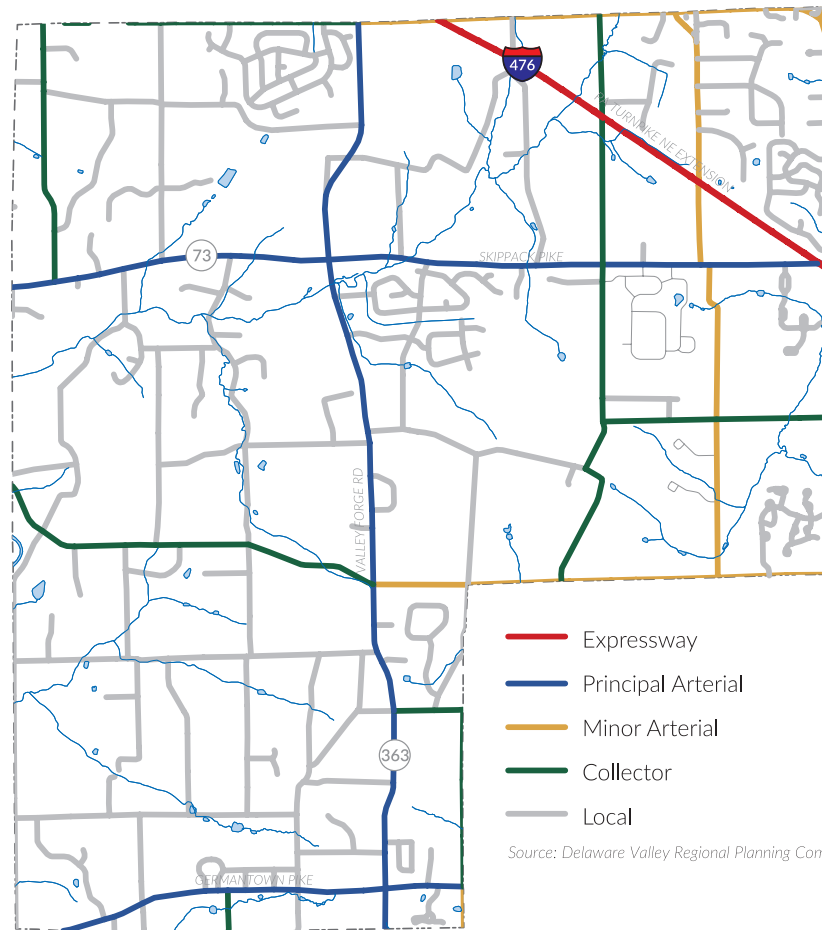 476
PA TURNPIKE NE EXTENSION
73
SKIPPACK PIKE
VALLEY FORGE RD
Expressway
Principal Arterial
Minor Arterial
Collector
363
Local
Source: Delaware Valley Regional Planning Com
GERMANTOWN PIKE